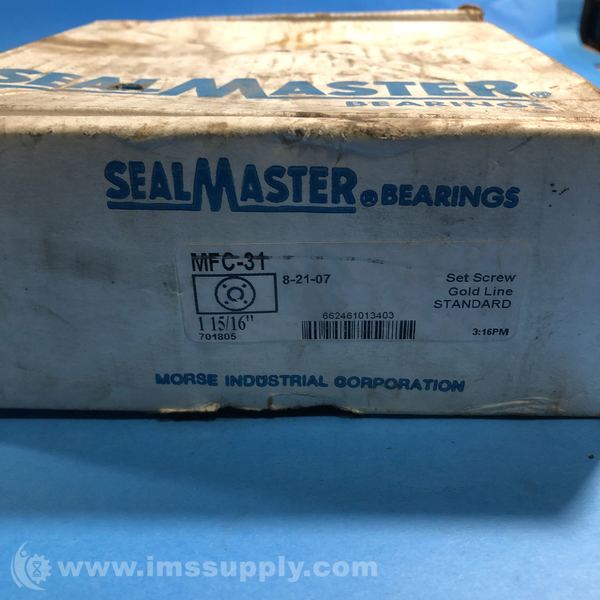 SEALMASTER®
BEARINGS
SEALMASTER® BEARINGS
MFC-31
8-21-07
Set Screw
Gold Line
STANDARD
1 15/16"
701805
662461013403
3:16PM
MORSE INDUSTRIAL CORPORATION
www.imssupply.com